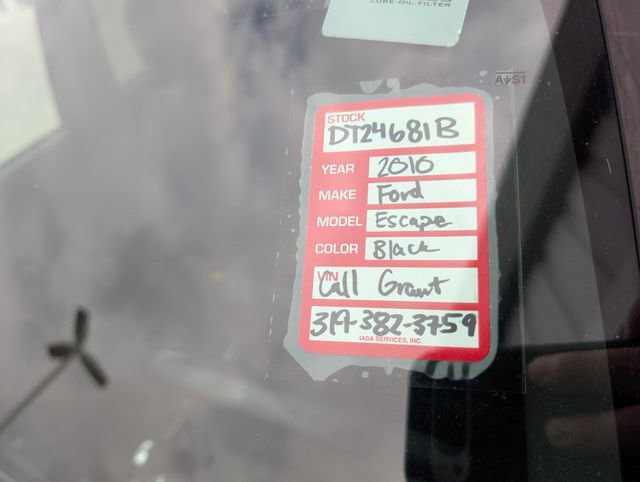 LUBE-OIL-FILTER
AS1
STOCK
DT24681B
YEAR 2010
MAKE Ford
MODEL Escape
COLOR Black
VIN
Call Grant
319-382-3759
IADA SERVICES, INC.